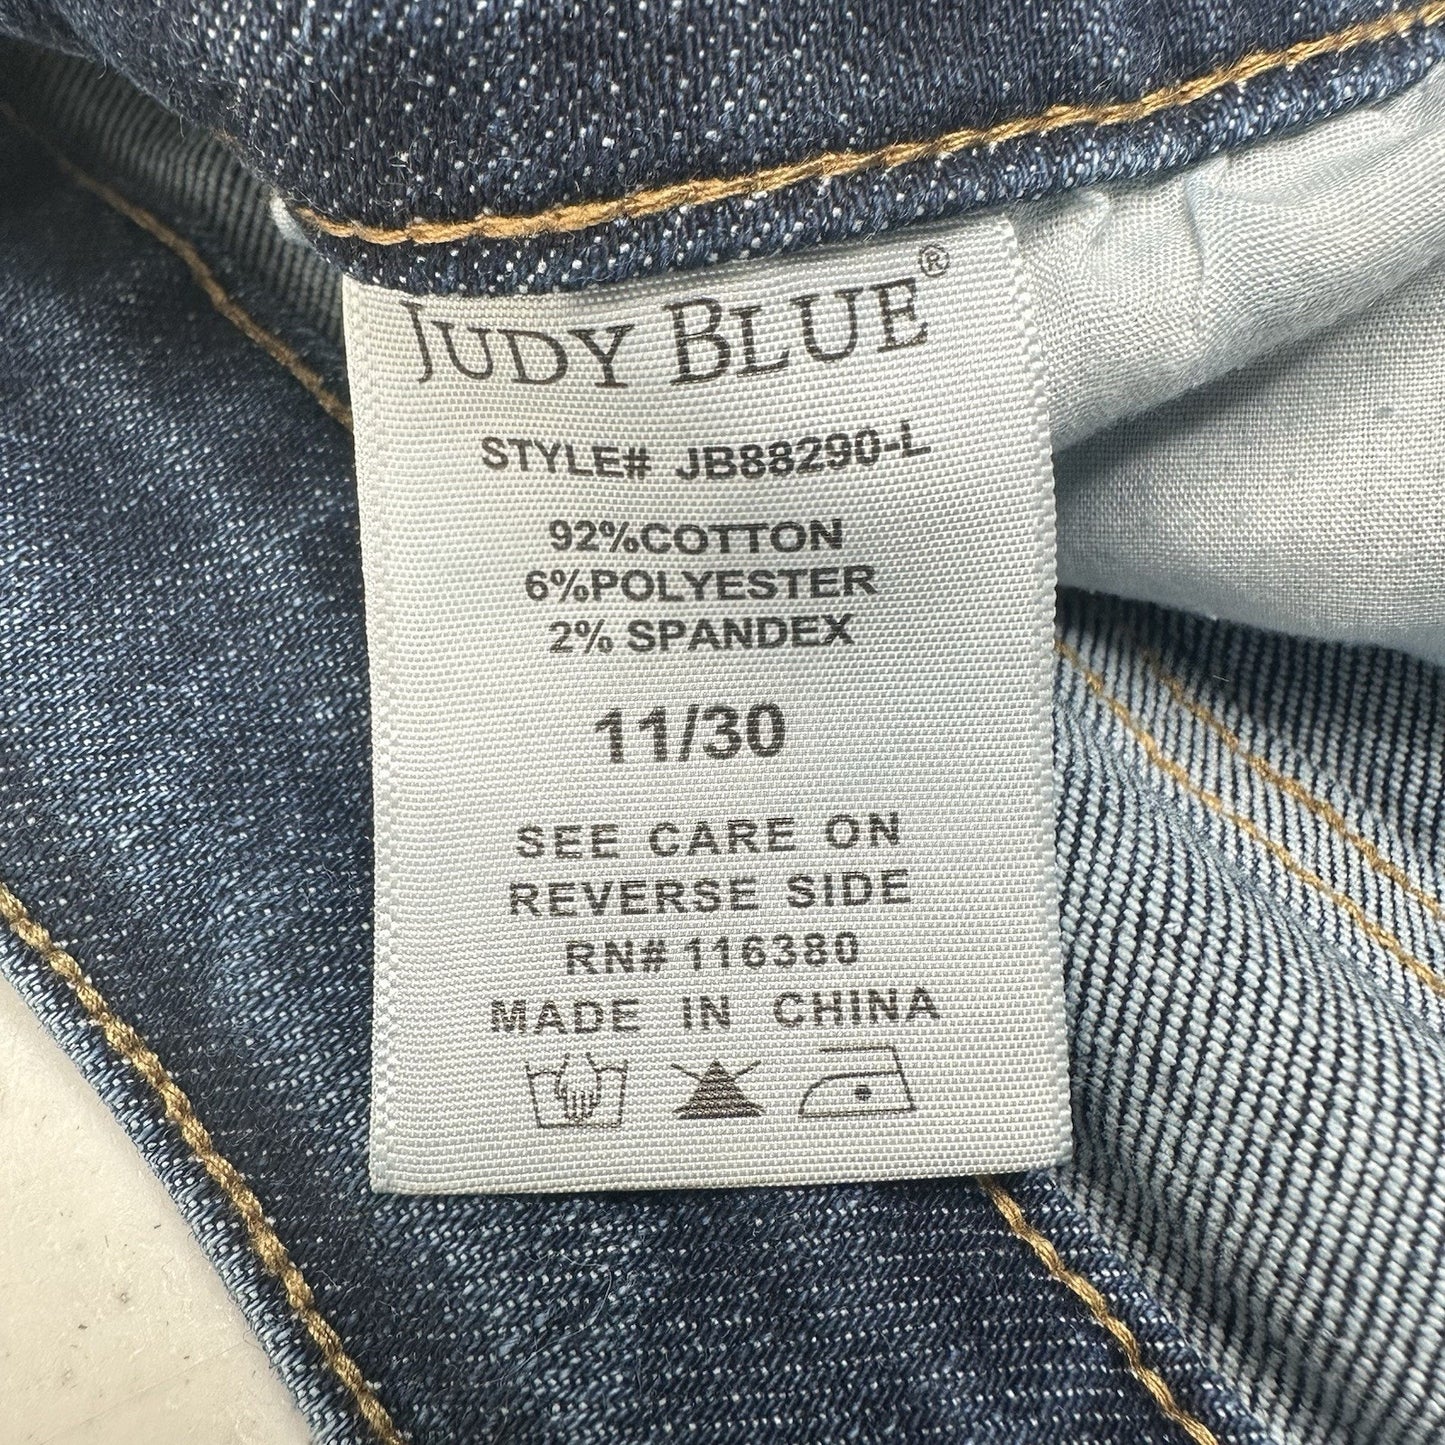 JUDY BLUE®
STYLE# JB88290-L
92%COTTON
6%POLYESTER
2% SPANDEX
11/30
SEE CARE ON
REVERSE SIDE
RN# 116380
MADE IN CHINA